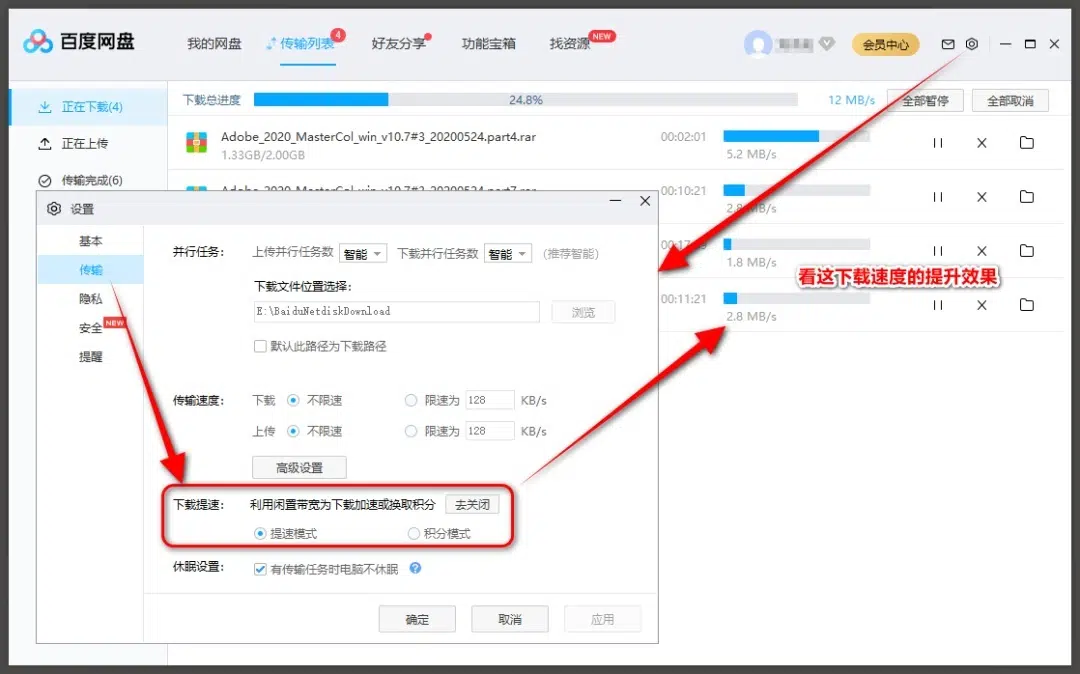 百度网盘 我的网盘 传输列表 4 好友分享 功能宝箱 找资源 NEW 会员中心
正在下载(4) 下载总进度 24.8% 12 MB/s 全部暂停 全部取消
正在上传
传输完成(6)
Adobe_2020_MasterCol_win_v10.7#3_20200524.part4.rar 00:02:01
1.33GB/2.00GB 5.2 MB/s
Adobe_2020_MasterCol_win_v10.7#3_20200524.part7.rar 00:10:21
2.8 MB/s
1.8 MB/s
看这下载速度的提升效果
00:11:21
2.8 MB/s
设置
基本
传输
隐私
安全 NEW
提醒
并行任务: 上传并行任务数 智能 下载并行任务数 智能 (推荐智能)
下载文件位置选择:
E:\BaiduNetdiskDownload 浏览
默认此路径为下载路径
传输速度: 下载 不限速 限速为 128 KB/s
上传 不限速 限速为 128 KB/s
高级设置
下载提速: 利用闲置带宽为下载加速或换取积分 去关闭
提速模式 积分模式
休眠设置: 有传输任务时电脑不休眠 ?
确定 取消 应用